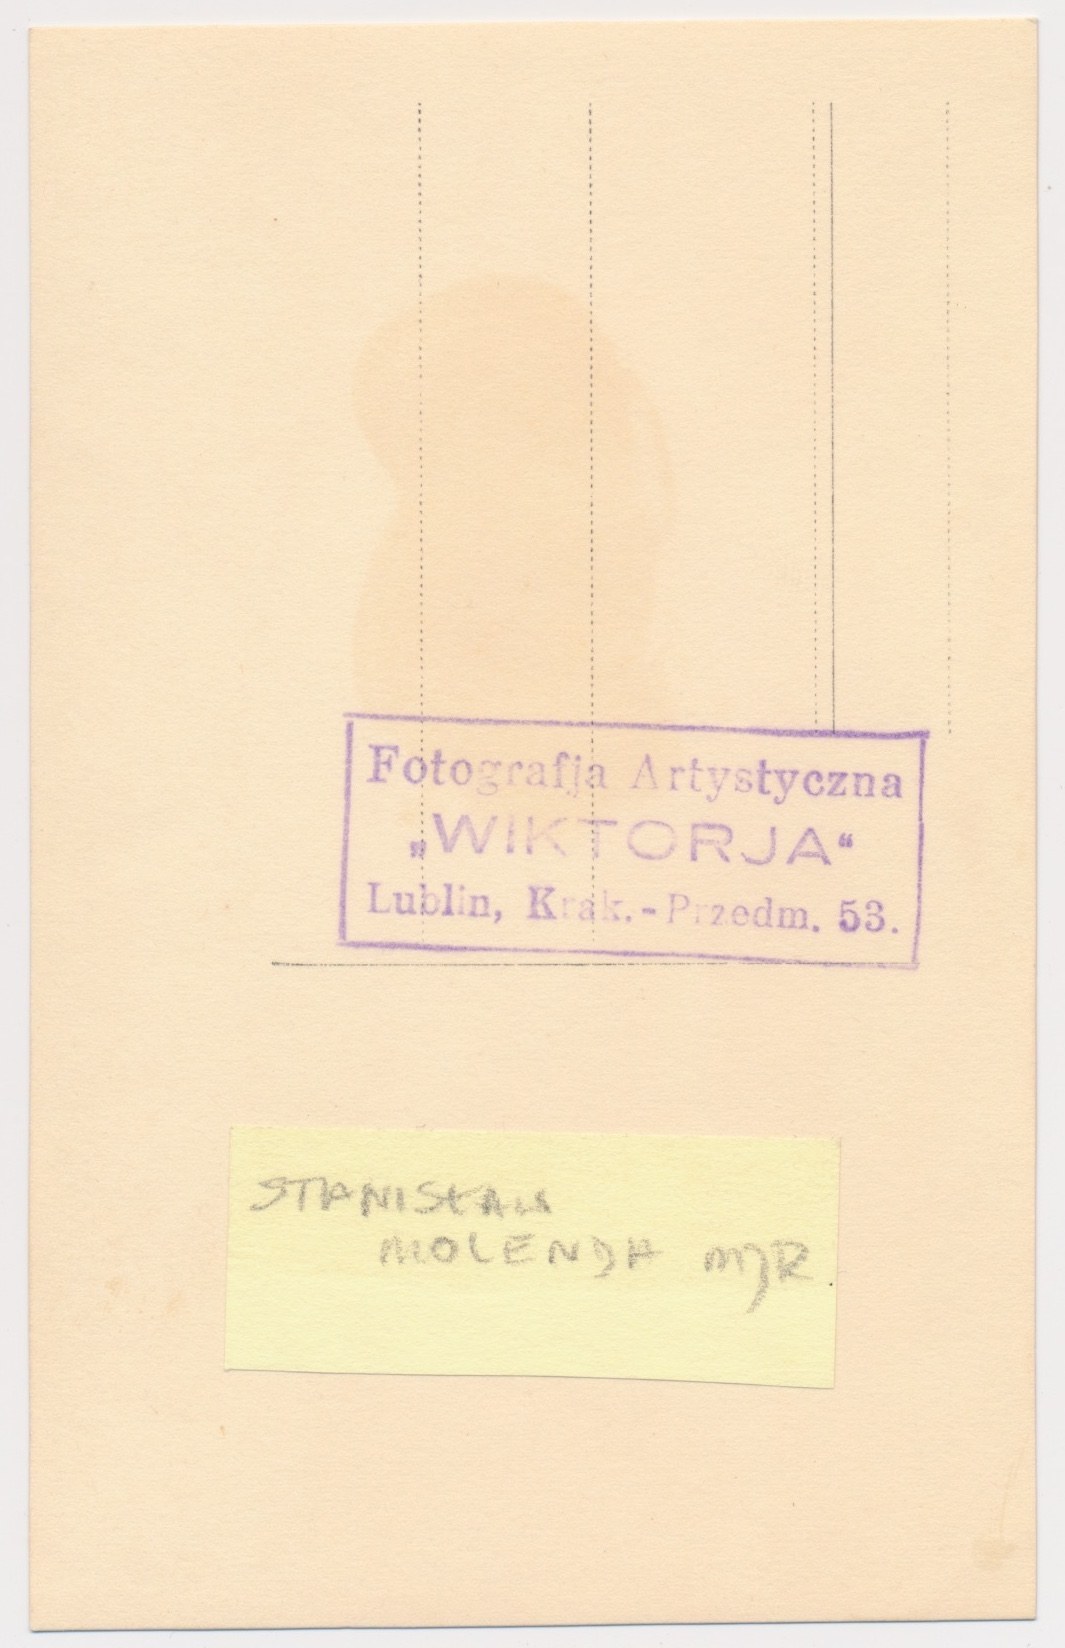 Fotografja Artystyczna
„WIKTORJA“
Lublin, Krak.-Przedm. 53.
STANISŁAW
MOLENDA MJR